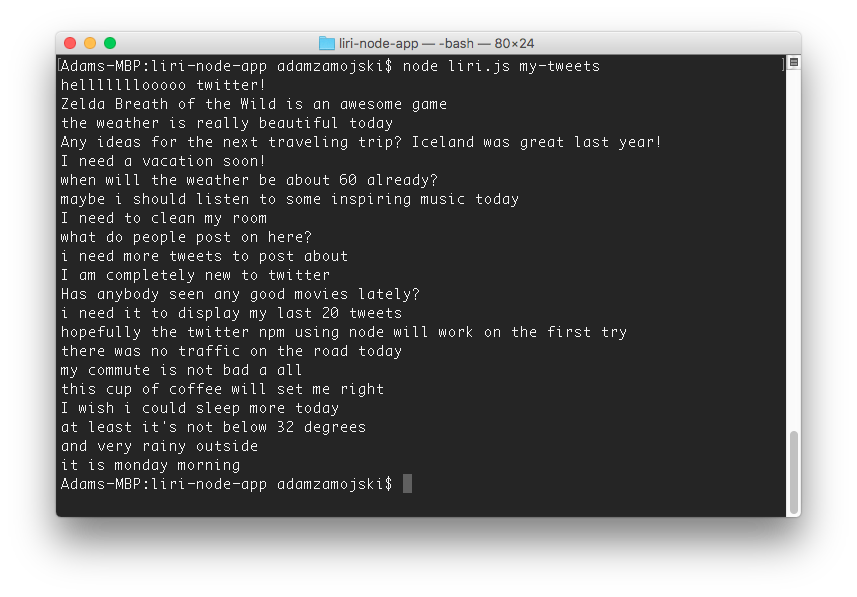 liri-node-app — -bash — 80×24
[Adams-MBP:liri-node-app adamzamojski$ node liri.js my-tweets ]
helllllllooooo twitter!
Zelda Breath of the Wild is an awesome game
the weather is really beautiful today
Any ideas for the next traveling trip? Iceland was great last year!
I need a vacation soon!
when will the weather be about 60 already?
maybe i should listen to some inspiring music today
I need to clean my room
what do people post on here?
i need more tweets to post about
I am completely new to twitter
Has anybody seen any good movies lately?
i need it to display my last 20 tweets
hopefully the twitter npm using node will work on the first try
there was no traffic on the road today
my commute is not bad a all
this cup of coffee will set me right
I wish i could sleep more today
at least it's not below 32 degrees
and very rainy outside
it is monday morning
Adams-MBP:liri-node-app adamzamojski$